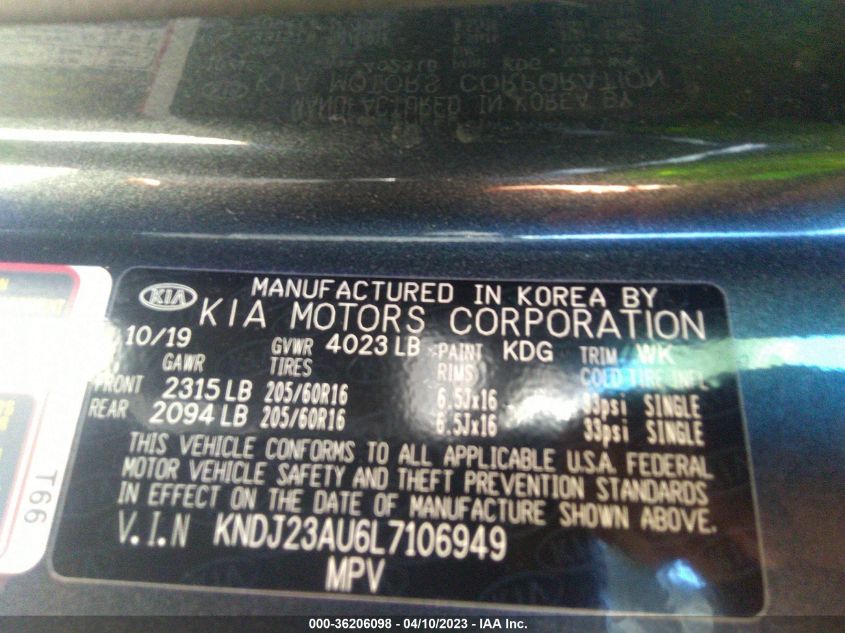 KIA MANUFACTURED IN KOREA BY
KIA MOTORS CORPORATION
10/19 GVWR 4023 LB PAINT KDG TRIM WK
GAWR TIRES RIMS COLD TIRE INFL
FRONT 2315 LB 205/60R16 6.5Jx16 33psi SINGLE
REAR 2094 LB 205/60R16 6.5Jx16 33psi SINGLE
THIS VEHICLE CONFORMS TO ALL APPLICABLE U.S.A. FEDERAL
MOTOR VEHICLE SAFETY AND THEFT PREVENTION STANDARDS
IN EFFECT ON THE DATE OF MANUFACTURE SHOWN ABOVE.
V.I.N KNDJ23AU6L7106949
MPV
T66
000-36206098 - 04/10/2023 - IAA Inc.